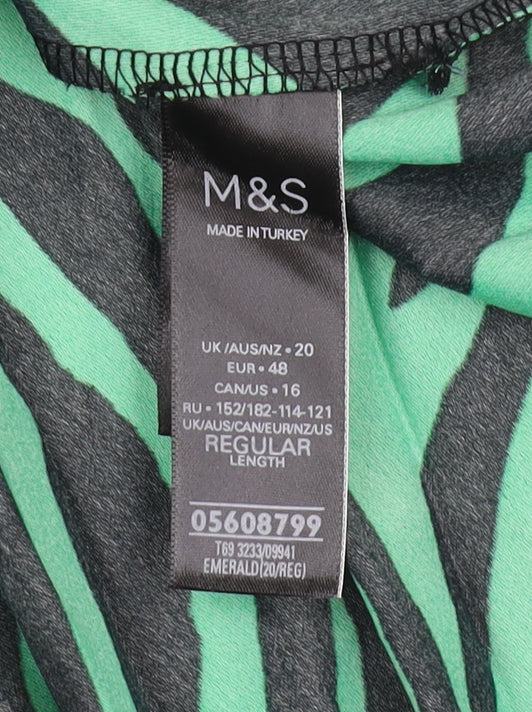 M&S
MADE IN TURKEY
UK/AUS/NZ • 20
EUR • 48
CAN/US • 16
RU • 152/182-114-121
UK/AUS/CAN/EUR/NZ/US
REGULAR
LENGTH
05608799
T69 3233/09941
EMERALD(20/REG)